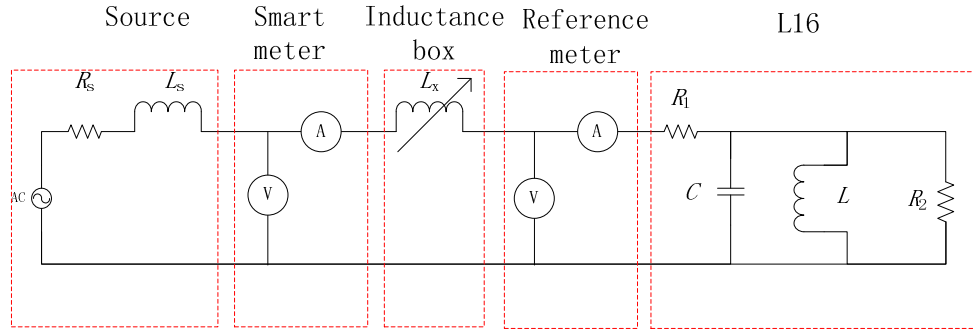 Source
Smart
meter
Inductance
box
Reference
meter
L16
Rs
Ls
A
Lx
A
R1
AC
V
V
C
L
R2